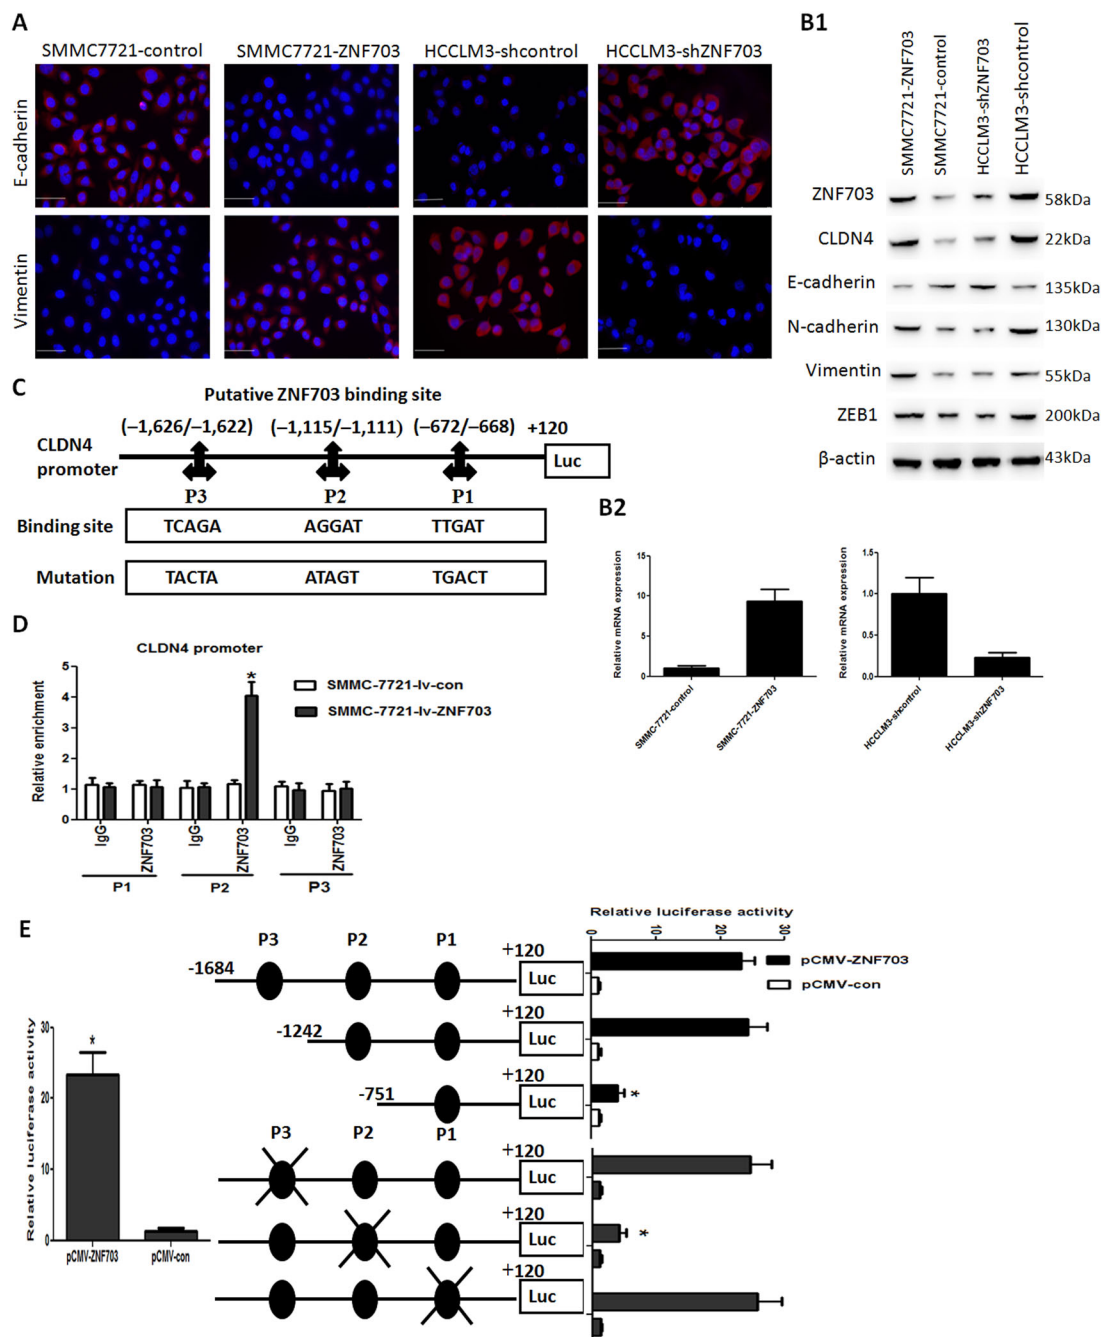 A
SMMC7721-control SMMC7721-ZNF703 HCCLM3-shcontrol HCCLM3-shZNF703
E-cadherin
Vimentin
B1
SMMC7721-ZNF703
SMMC7721-control
HCCLM3-shZNF703
HCCLM3-shcontrol
ZNF703 58kDa
CLDN4 22kDa
E-cadherin 135kDa
N-cadherin 130kDa
Vimentin 55kDa
ZEB1 200kDa
β-actin 43kDa
C
Putative ZNF703 binding site
(−1,626/−1,622) (−1,115/−1,111) (−672/−668) +120
CLDN4 promoter Luc
P3 P2 P1
Binding site TCAGA AGGAT TTGAT
Mutation TACTA ATAGT TGACT
B2
Relative mRNA expression
15
10
5
0
SMMC-7721-control
SMMC-7721-ZNF703
Relative mRNA expression
1.5
1.0
0.5
0.0
HCCLM3-shcontrol
HCCLM3-shZNF703
D
CLDN4 promoter
Relative enrichment
5
4
3
2
1
0
*
SMMC-7721-lv-con
SMMC-7721-lv-ZNF703
IgG ZNF703 IgG ZNF703 IgG ZNF703
P1 P2 P3
E
Relative luciferase activity
30
20
10
0
*
pCMV-ZNF703 pCMV-con
Relative luciferase activity
0 10 20 30
pCMV-ZNF703
pCMV-con
P3 P2 P1
-1684 +120 Luc
-1242 +120 Luc
-751 +120 Luc *
P3 P2 P1
+120 Luc
+120 Luc *
+120 Luc